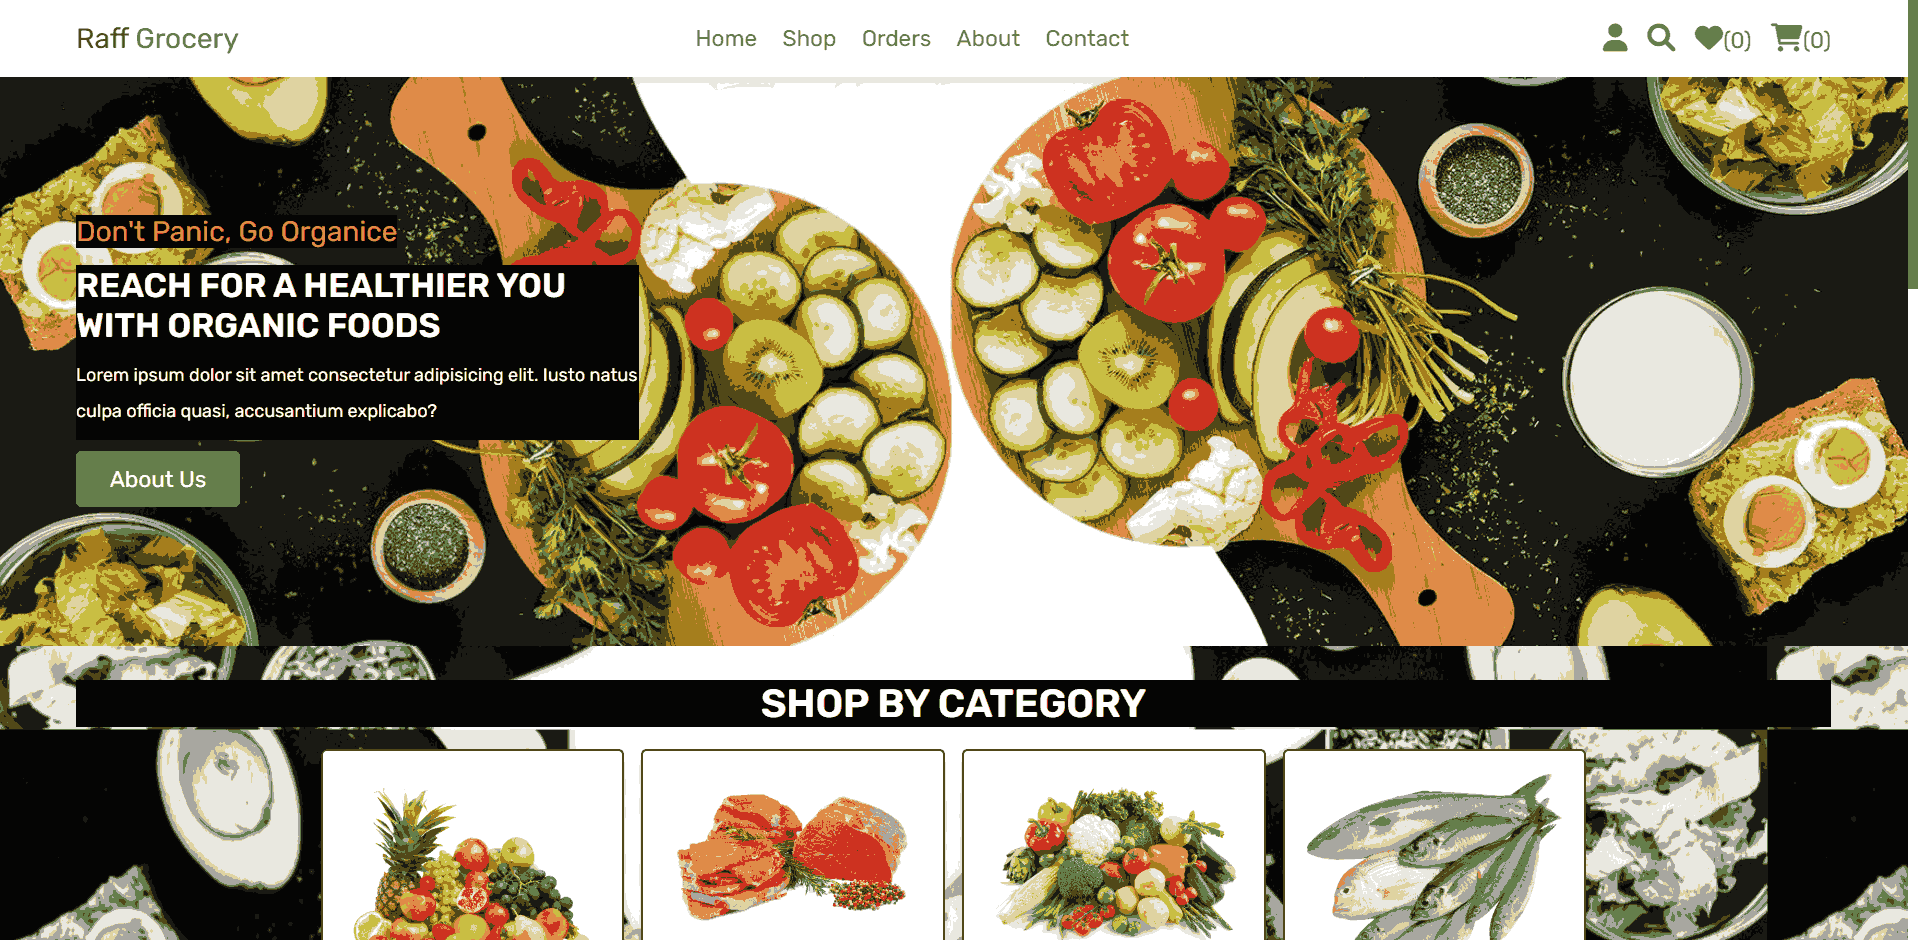 Raff Grocery
Home Shop Orders About Contact
(0) (0)
Don't Panic, Go Organice
REACH FOR A HEALTHIER YOU
WITH ORGANIC FOODS
Lorem ipsum dolor sit amet consectetur adipisicing elit. Iusto natus
culpa officia quasi, accusantium explicabo?
About Us
SHOP BY CATEGORY